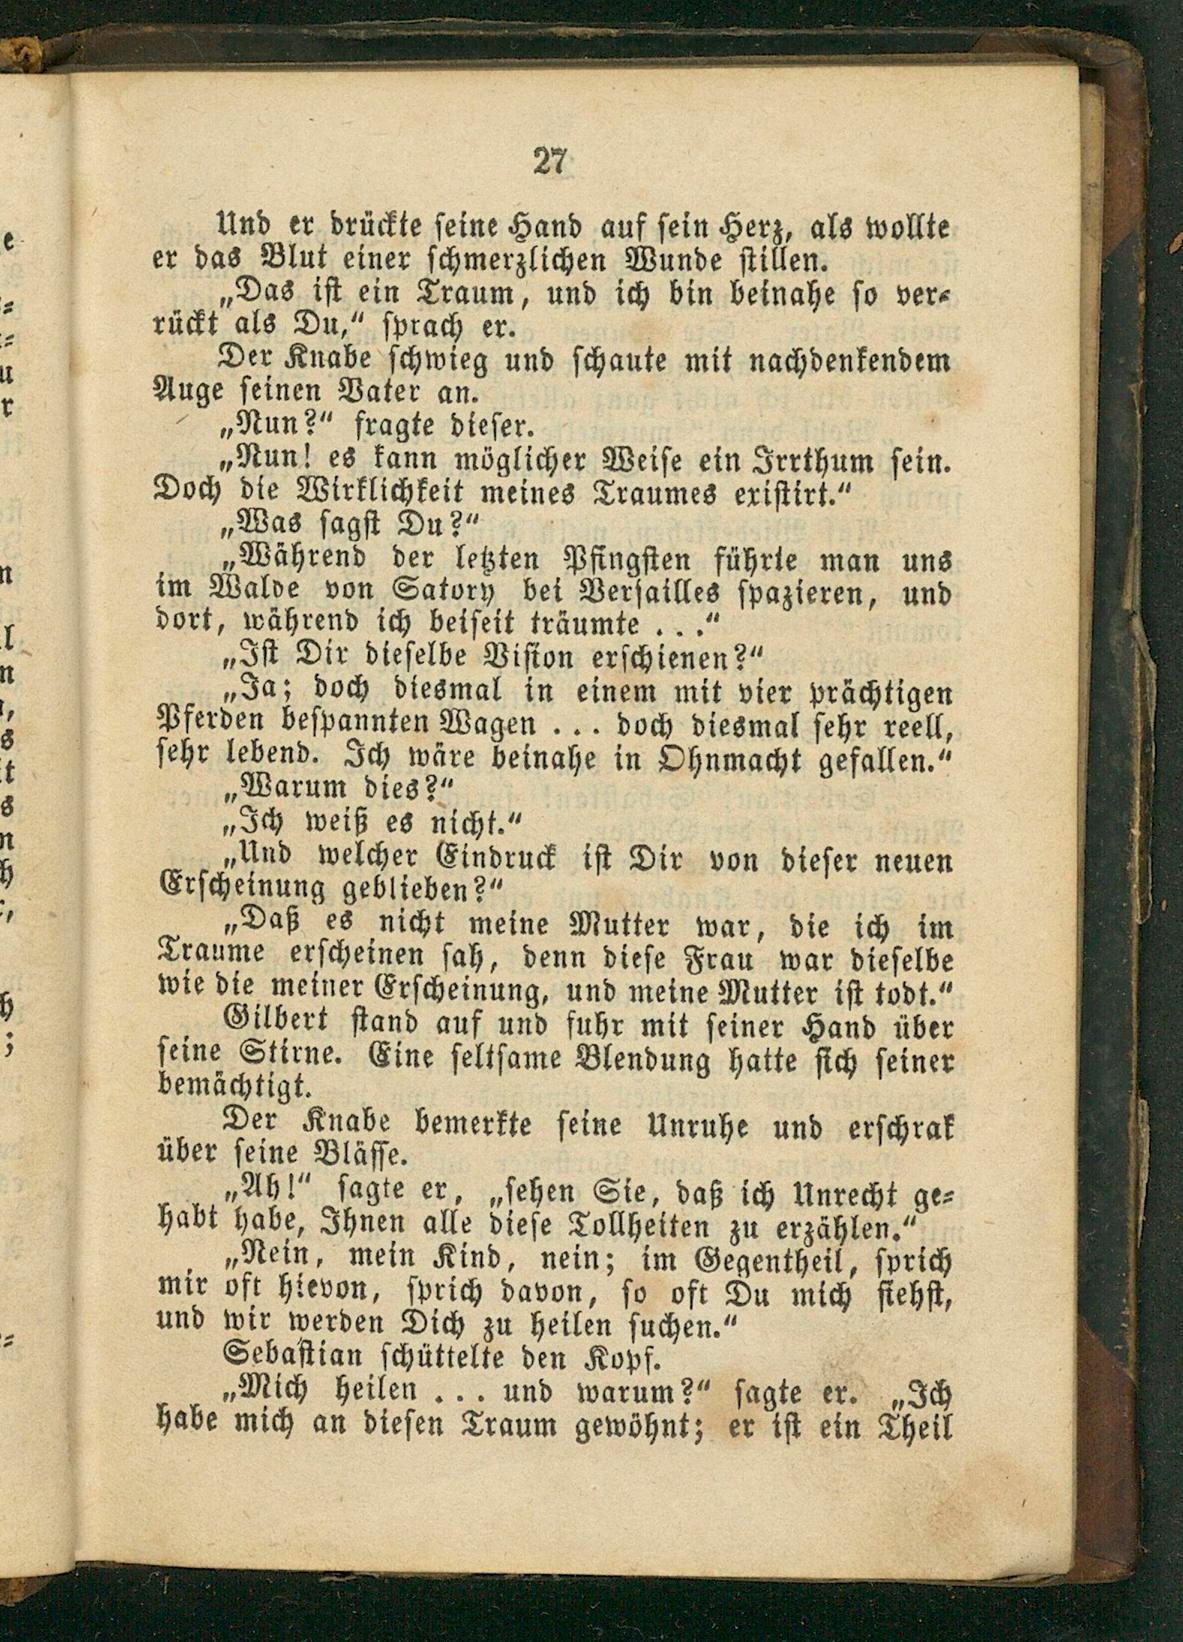 27
Und er drückte seine Hand auf sein Herz, als wollte
er das Blut einer schmerzlichen Wunde stillen.
„Das ist ein Traum, und ich bin beinahe so ver-
rückt als Du,“ sprach er.
Der Knabe schwieg und schaute mit nachdenkendem
Auge seinen Vater an.
„Nun?“ fragte dieser.
„Nun! es kann möglicher Weise ein Irrthum sein.
Doch die Wirklichkeit meines Traumes existirt.“
„Was sagst Du?“
„Während der letzten Pfingsten führte man uns
im Walde von Satory bei Versailles spazieren, und
dort, während ich beiseit träumte . . .“
„Ist Dir dieselbe Vision erschienen?“
„Ja; doch diesmal in einem mit vier prächtigen
Pferden bespannten Wagen . . . doch diesmal sehr reell,
sehr lebend. Ich wäre beinahe in Ohnmacht gefallen.“
„Warum dies?“
„Ich weiß es nicht.“
„Und welcher Eindruck ist Dir von dieser neuen
Erscheinung geblieben?“
„Daß es nicht meine Mutter war, die ich im
Traume erscheinen sah, denn diese Frau war dieselbe
wie die meiner Erscheinung, und meine Mutter ist todt.“
Gilbert stand auf und fuhr mit seiner Hand über
seine Stirne. Eine seltsame Blendung hatte sich seiner
bemächtigt.
Der Knabe bemerkte seine Unruhe und erschrak
über seine Blässe.
„Ah!“ sagte er, „sehen Sie, daß ich Unrecht ge-
habt habe, Ihnen alle diese Tollheiten zu erzählen.“
„Nein, mein Kind, nein; im Gegentheil, sprich
mir oft hievon, sprich davon, so oft Du mich siehst,
und wir werden Dich zu heilen suchen.“
Sebastian schüttelte den Kopf.
„Mich heilen . . . und warum?“ sagte er. „Ich
habe mich an diesen Traum gewöhnt; er ist ein Theil